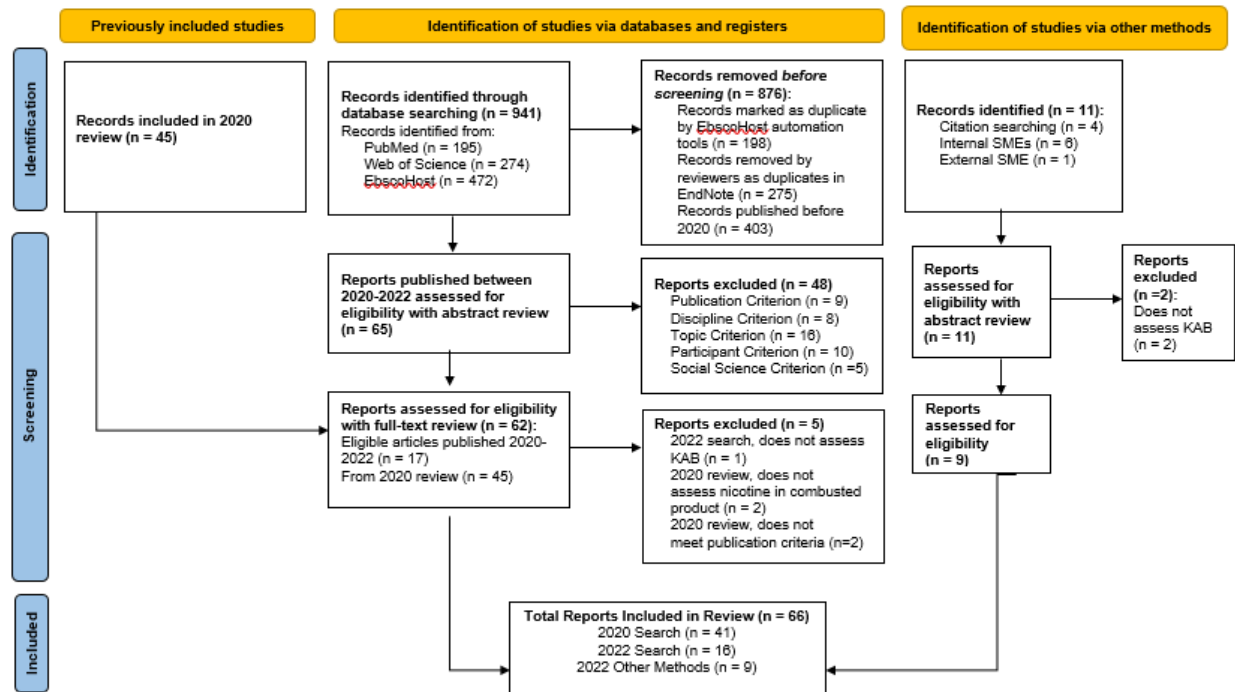 Previously included studies
Identification of studies via databases and registers
Identification of studies via other methods
Identification
Records included in 2020
review (n = 45)
Records identified through
database searching (n = 941)
Records identified from:
PubMed (n = 195)
Web of Science (n = 274)
EbscoHost (n = 472)
Records removed before
screening (n = 876):
Records marked as duplicate
by EbscoHost automation
tools (n = 198)
Records removed by
reviewers as duplicates in
EndNote (n = 275)
Records published before
2020 (n = 403)
Records identified (n = 11):
Citation searching (n = 4)
Internal SMEs (n = 6)
External SME (n = 1)
Screening
Reports published between
2020-2022 assessed for
eligibility with abstract review
(n = 65)
Reports excluded (n = 48)
Publication Criterion (n = 9)
Discipline Criterion (n = 8)
Topic Criterion (n = 16)
Participant Criterion (n = 10)
Social Science Criterion (n =5)
Reports
assessed for
eligibility with
abstract review
(n = 11)
Reports
excluded
(n =2):
Does not
assess KAB
(n = 2)
Reports assessed for eligibility
with full-text review (n = 62):
Eligible articles published 2020-
2022 (n = 17)
From 2020 review (n = 45)
Reports excluded (n = 5)
2022 search, does not assess
KAB (n = 1)
2020 review, does not
assess nicotine in combusted
product (n = 2)
2020 review, does not
meet publication criteria (n=2)
Reports
assessed for
eligibility
(n = 9)
Included
Total Reports Included in Review (n = 66)
2020 Search (n = 41)
2022 Search (n = 16)
2022 Other Methods (n = 9)